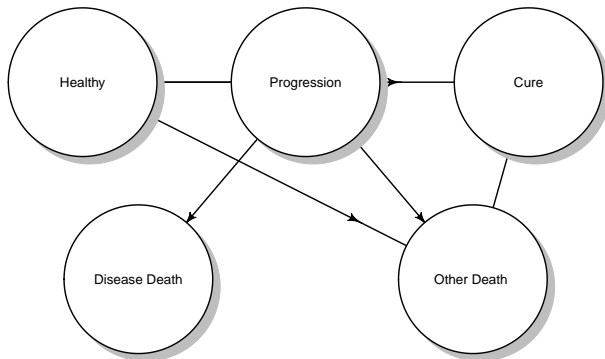 Healthy
Progression
Cure
Disease Death
Other Death